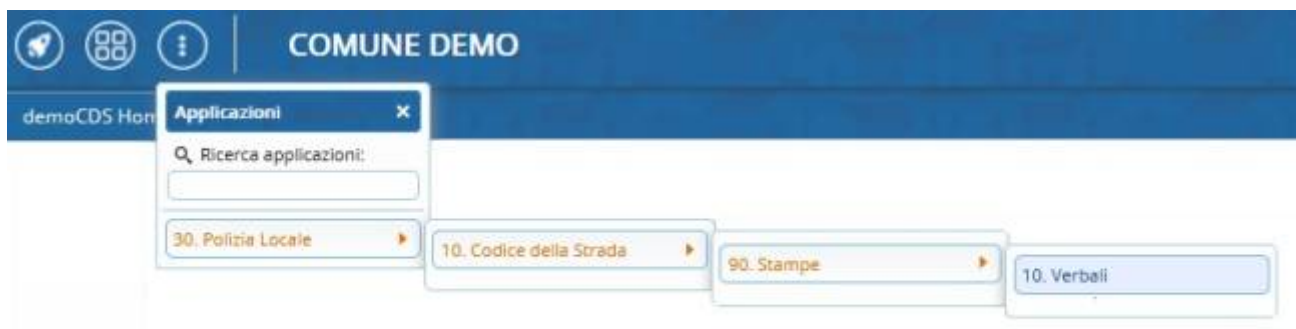 COMUNE DEMO
demoCDS Hom
Applicazioni ×
Ricerca applicazioni:
30. Polizia Locale
10. Codice della Strada
90. Stampe
10. Verbali